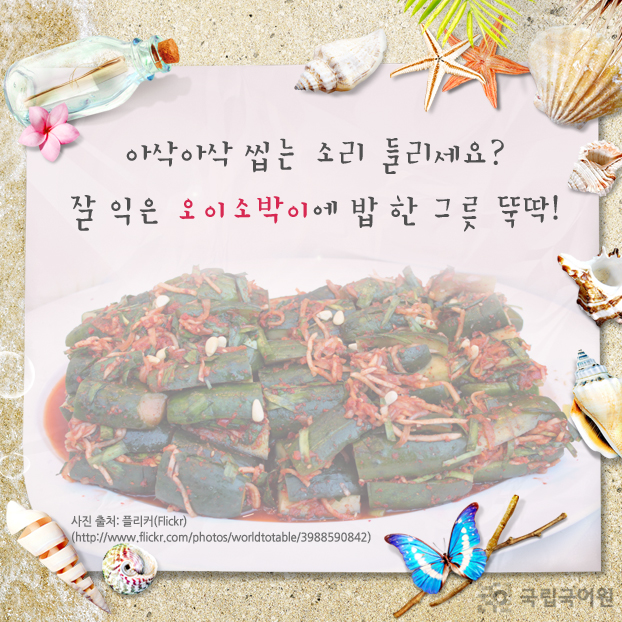 아삭아삭 씹는 소리 들리세요?
잘 익은 오이소박이에 밥 한 그릇 뚝딱!
사진 출처: 플리커(Flickr)
(http://www.flickr.com/photos/worldtotable/3988590842)
국립국어원